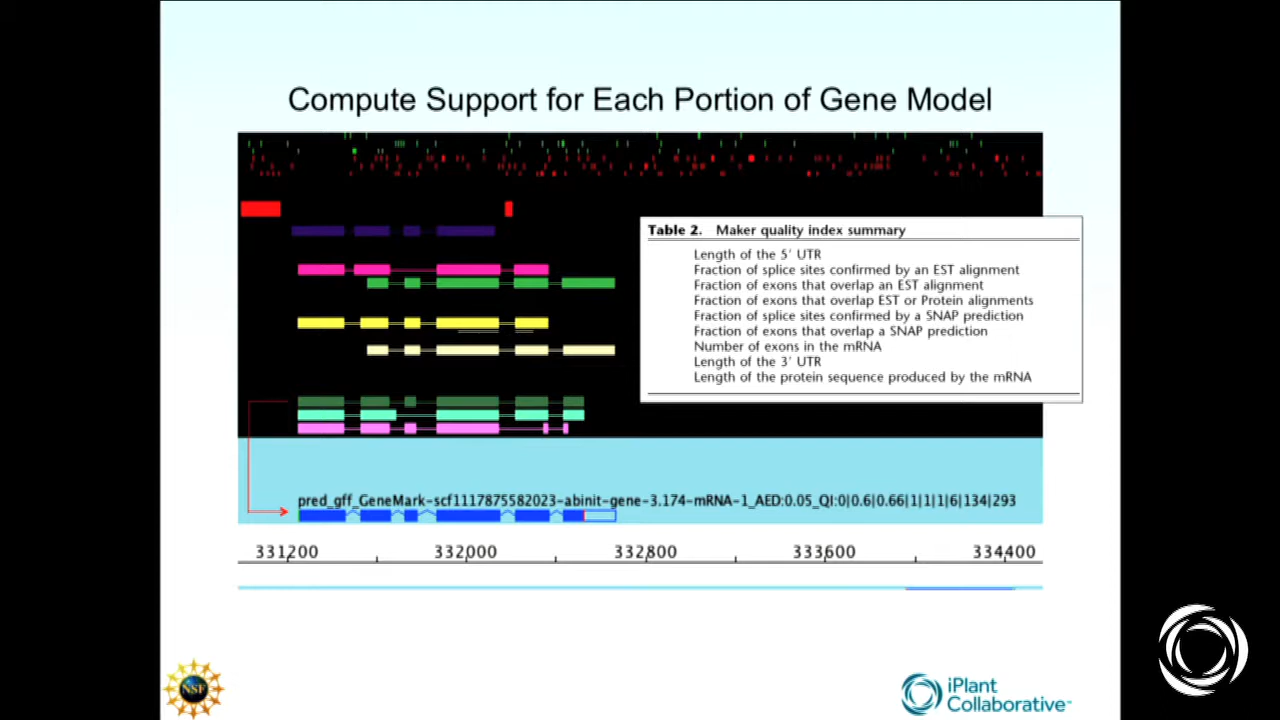 Compute Support for Each Portion of Gene Model
Table 2. Maker quality index summary
Length of the 5′ UTR
Fraction of splice sites confirmed by an EST alignment
Fraction of exons that overlap an EST alignment
Fraction of exons that overlap EST or Protein alignments
Fraction of splice sites confirmed by a SNAP prediction
Fraction of exons that overlap a SNAP prediction
Number of exons in the mRNA
Length of the 3′ UTR
Length of the protein sequence produced by the mRNA
pred_gff_GeneMark-scf1117875582023-abinit-gene-3.174-mRNA-1_AED:0.05_QI:0|0.6|0.66|1|1|1|6|134|293
331200 332000 332800 333600 334400
NSF
iPlant
Collaborative™